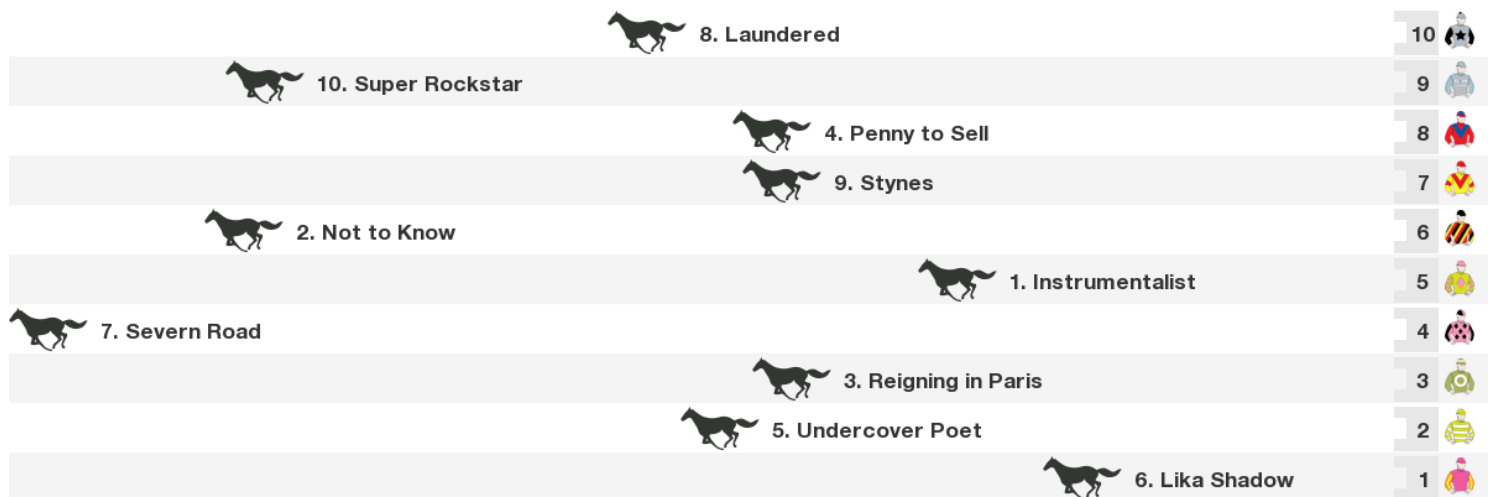 8. Laundered 10
10. Super Rockstar 9
4. Penny to Sell 8
9. Stynes 7
2. Not to Know 6
1. Instrumentalist 5
7. Severn Road 4
3. Reigning in Paris 3
5. Undercover Poet 2
6. Lika Shadow 1